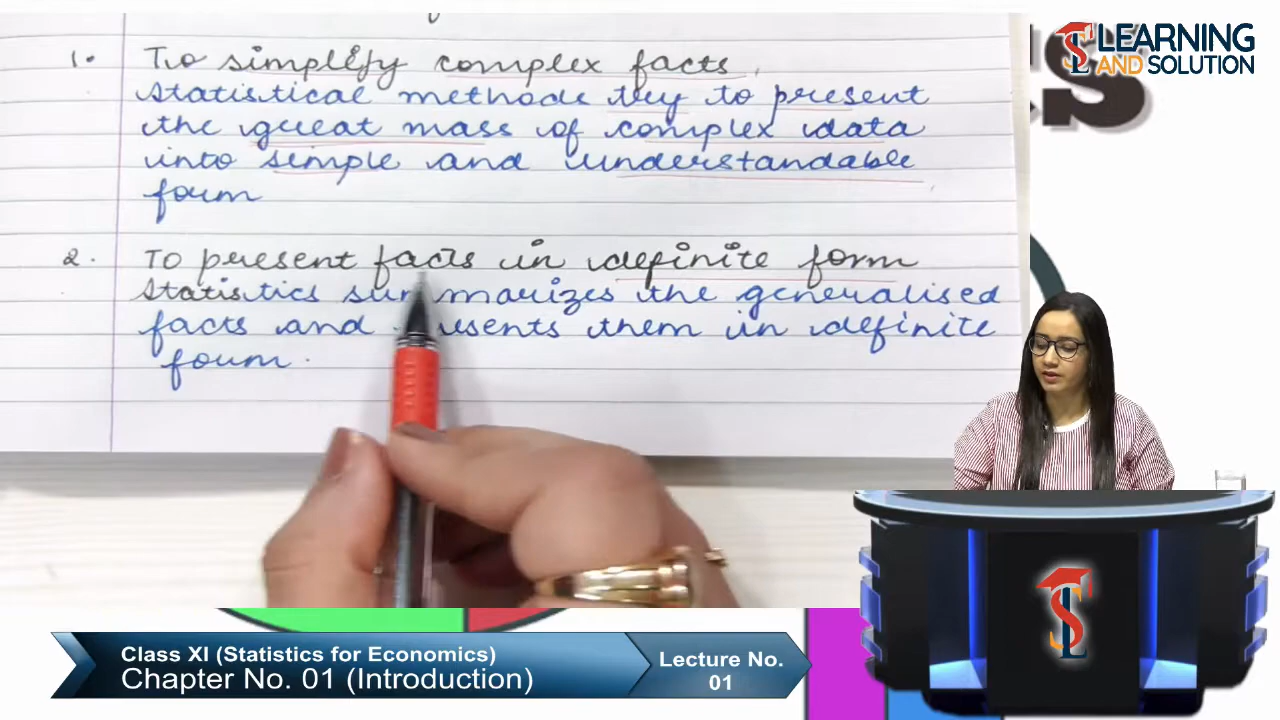 1. To simplify complex facts.
Statistical methods try to present
the great mass of complex data
into simple and understandable
form
2. To present facts in definite form
Statistics summarizes the generalised
facts and presents them in definite
form.
LEARNING
AND SOLUTION
Class XI (Statistics for Economics)
Chapter No. 01 (Introduction)
Lecture No.
01